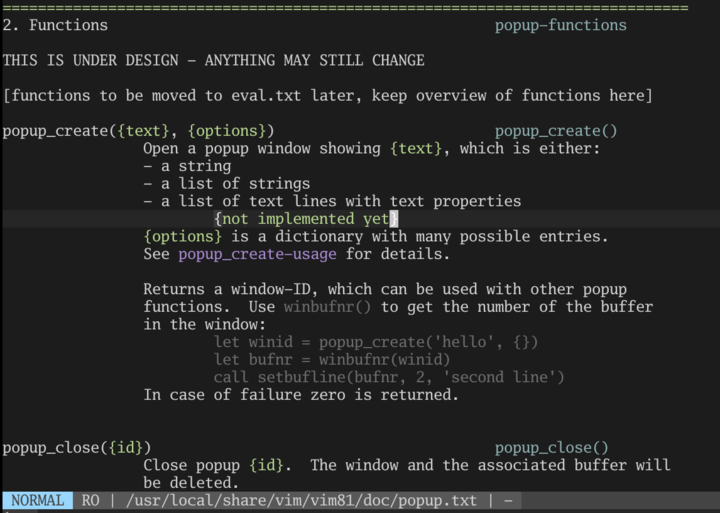 ==============================================================================
2. Functions popup-functions
THIS IS UNDER DESIGN - ANYTHING MAY STILL CHANGE
[functions to be moved to eval.txt later, keep overview of functions here]
popup_create({text}, {options}) popup_create()
Open a popup window showing {text}, which is either:
- a string
- a list of strings
- a list of text lines with text properties
{not implemented yet}
{options} is a dictionary with many possible entries.
See popup_create-usage for details.
Returns a window-ID, which can be used with other popup
functions.  Use winbufnr() to get the number of the buffer
in the window:
let winid = popup_create('hello', {})
let bufnr = winbufnr(winid)
call setbufline(bufnr, 2, 'second line')
In case of failure zero is returned.
popup_close({id}) popup_close()
Close popup {id}.  The window and the associated buffer will
be deleted.
NORMAL RO | /usr/local/share/vim/vim81/doc/popup.txt | -